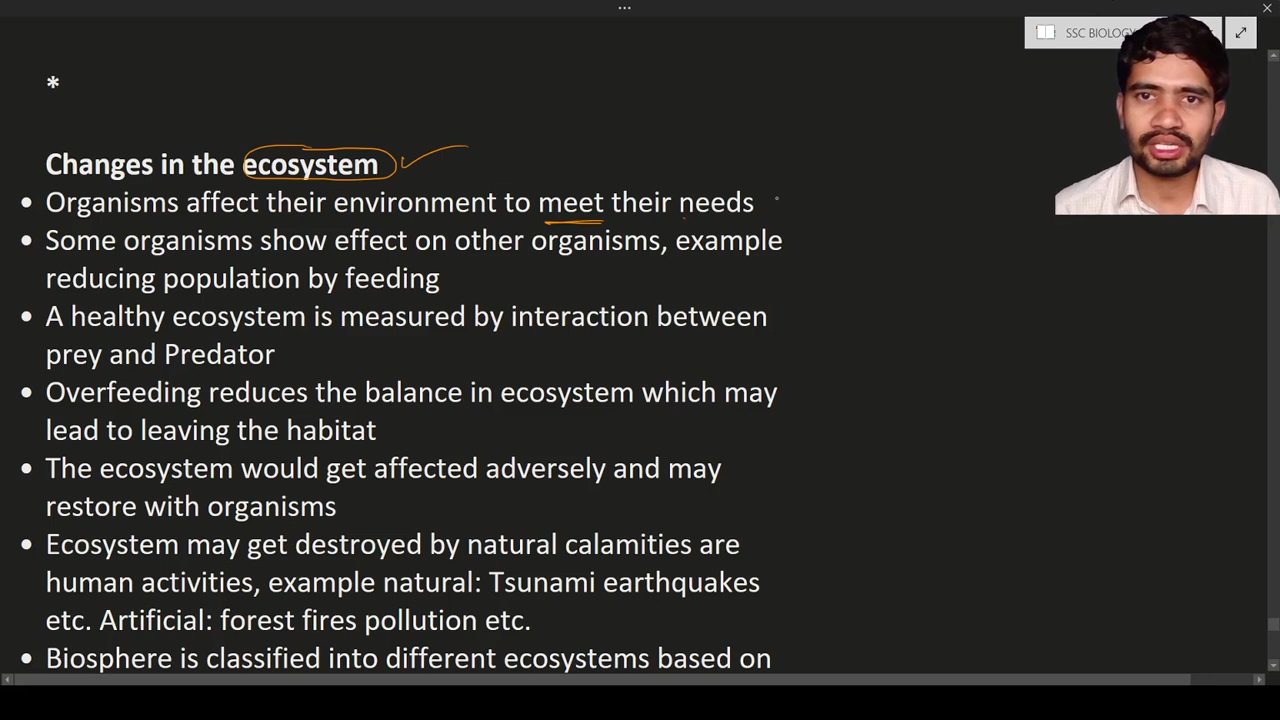 SSC BIOLOGY
*
Changes in the ecosystem
• Organisms affect their environment to meet their needs
• Some organisms show effect on other organisms, example
reducing population by feeding
• A healthy ecosystem is measured by interaction between
prey and Predator
• Overfeeding reduces the balance in ecosystem which may
lead to leaving the habitat
• The ecosystem would get affected adversely and may
restore with organisms
• Ecosystem may get destroyed by natural calamities are
human activities, example natural: Tsunami earthquakes
etc. Artificial: forest fires pollution etc.
• Biosphere is classified into different ecosystems based on